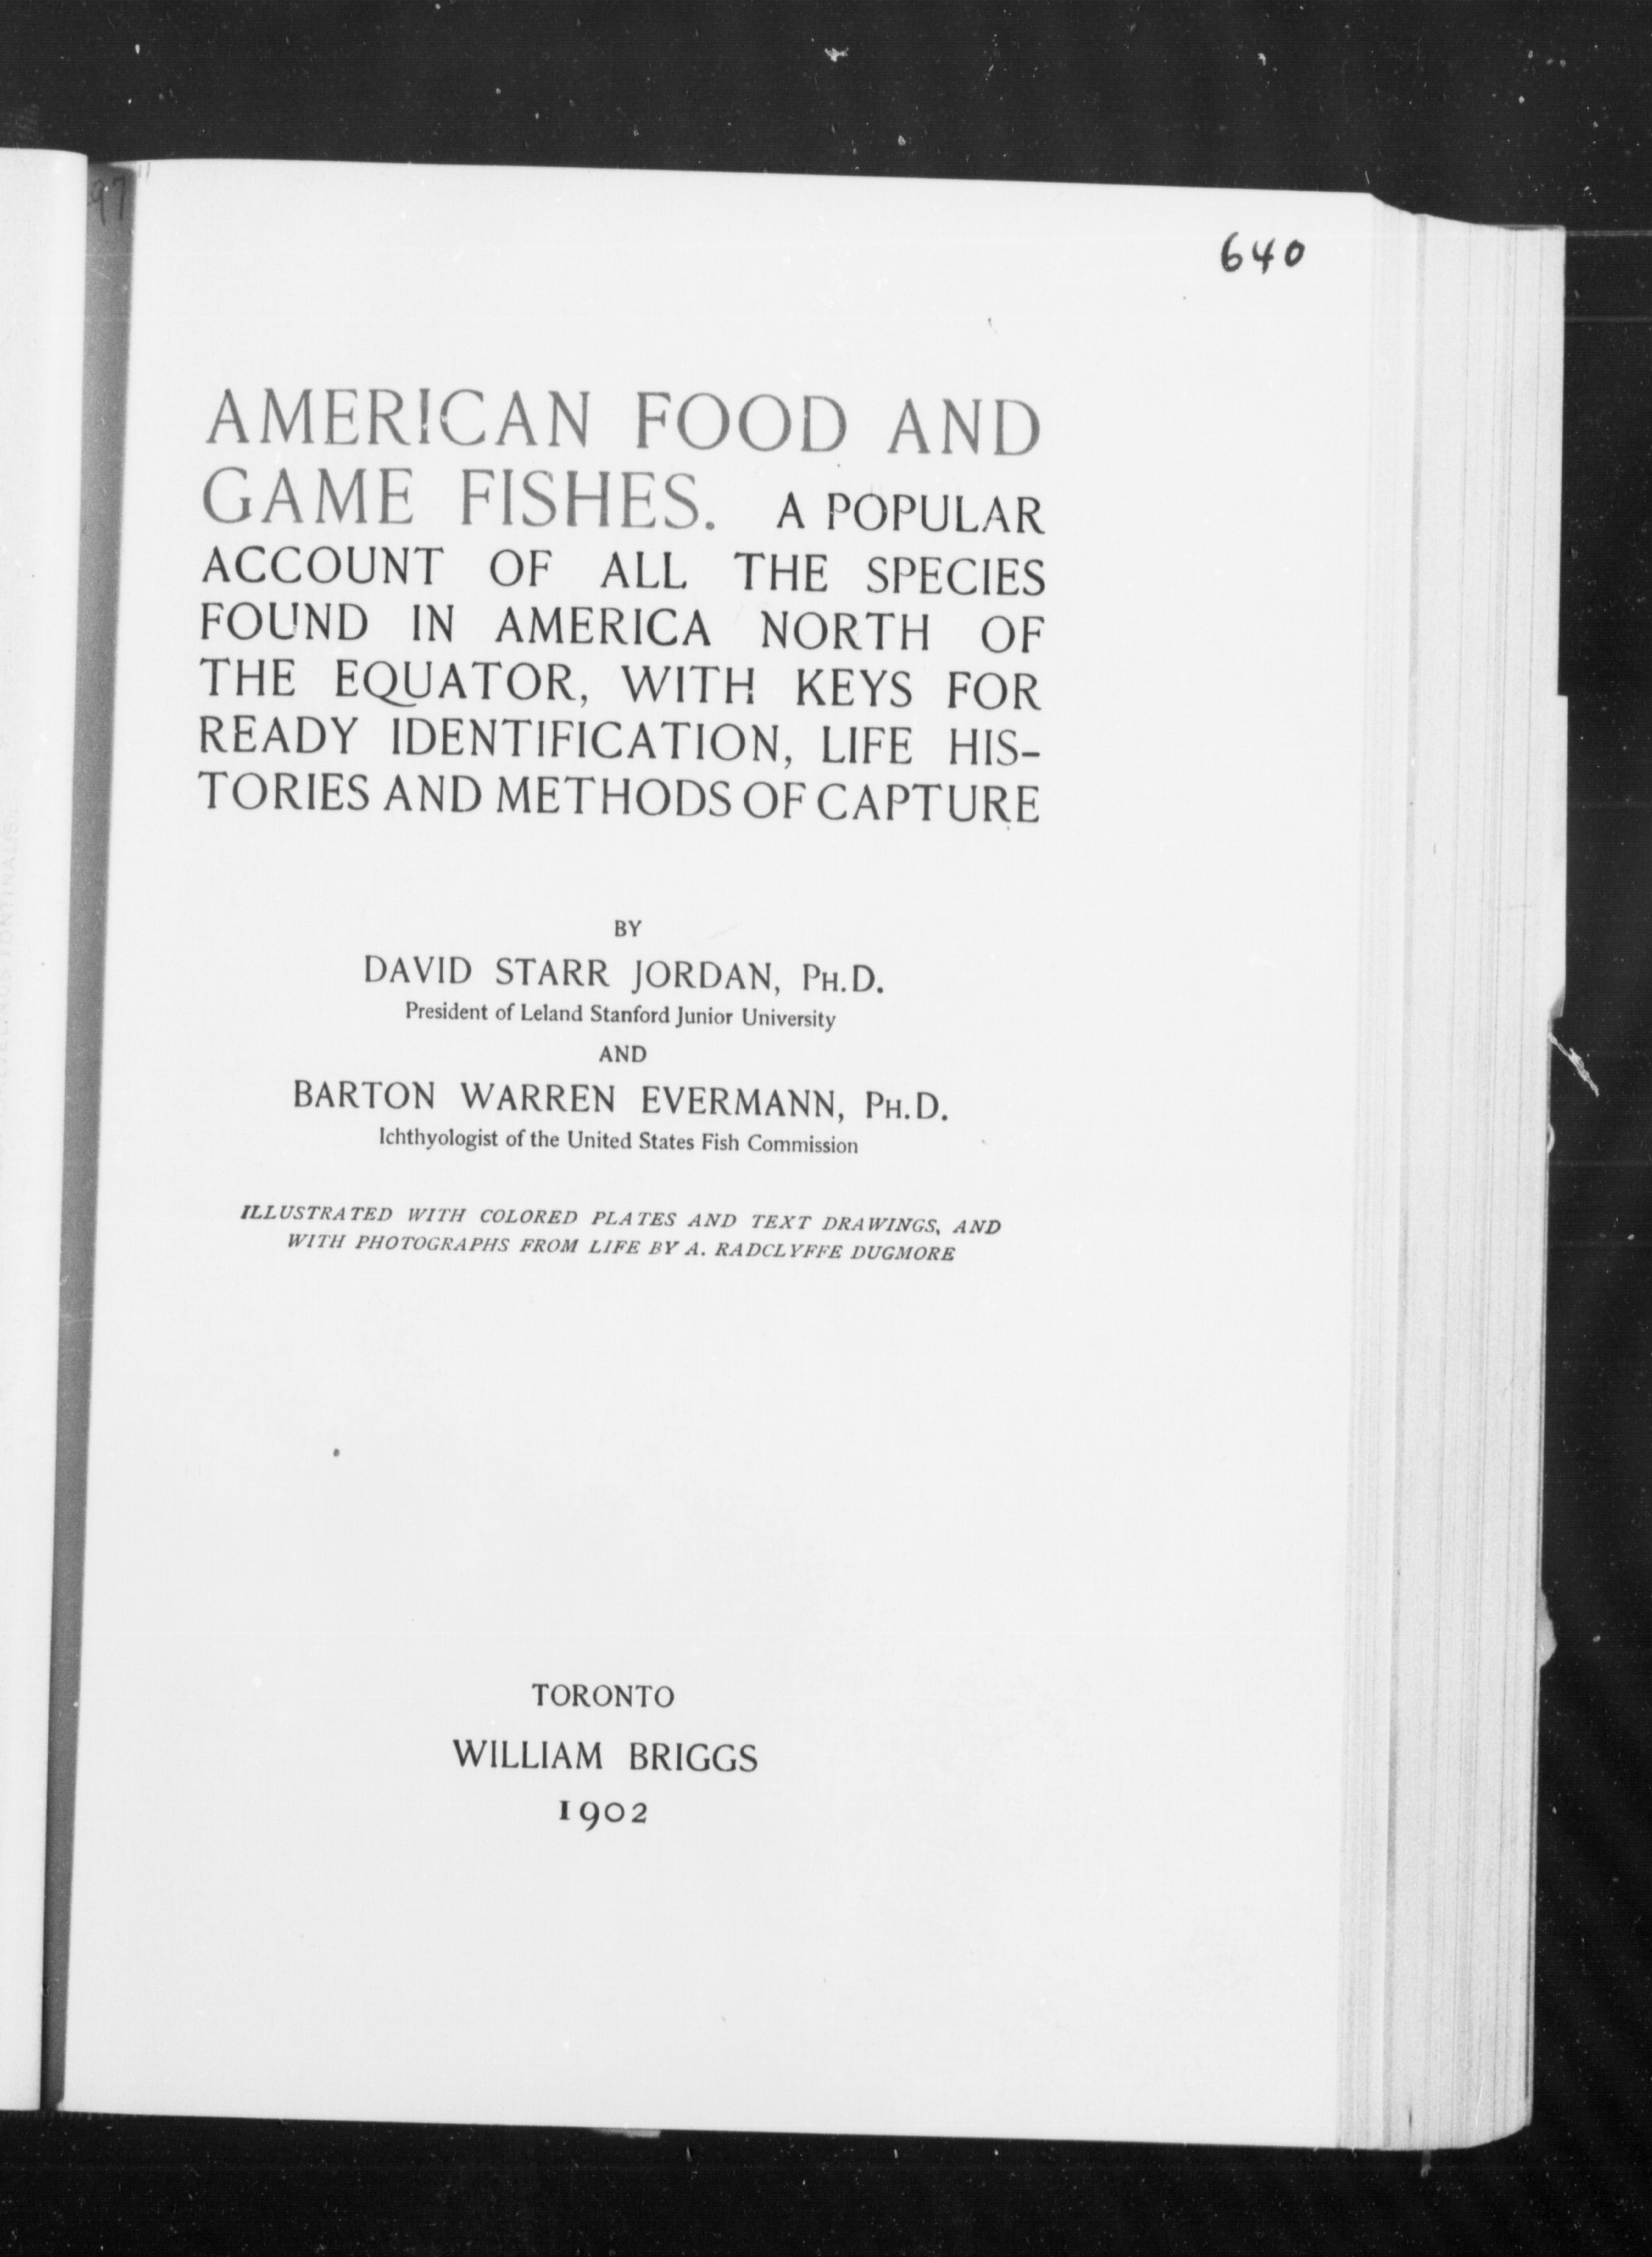 97
640
AMERICAN FOOD AND
GAME FISHES. A POPULAR
ACCOUNT OF ALL THE SPECIES
FOUND IN AMERICA NORTH OF
THE EQUATOR, WITH KEYS FOR
READY IDENTIFICATION, LIFE HIS-
TORIES AND METHODS OF CAPTURE
BY
DAVID STARR JORDAN, PH.D.
President of Leland Stanford Junior University
AND
BARTON WARREN EVERMANN, PH.D.
Ichthyologist of the United States Fish Commission
ILLUSTRATED WITH COLORED PLATES AND TEXT DRAWINGS, AND
WITH PHOTOGRAPHS FROM LIFE BY A. RADCLYFFE DUGMORE
TORONTO
WILLIAM BRIGGS
1902